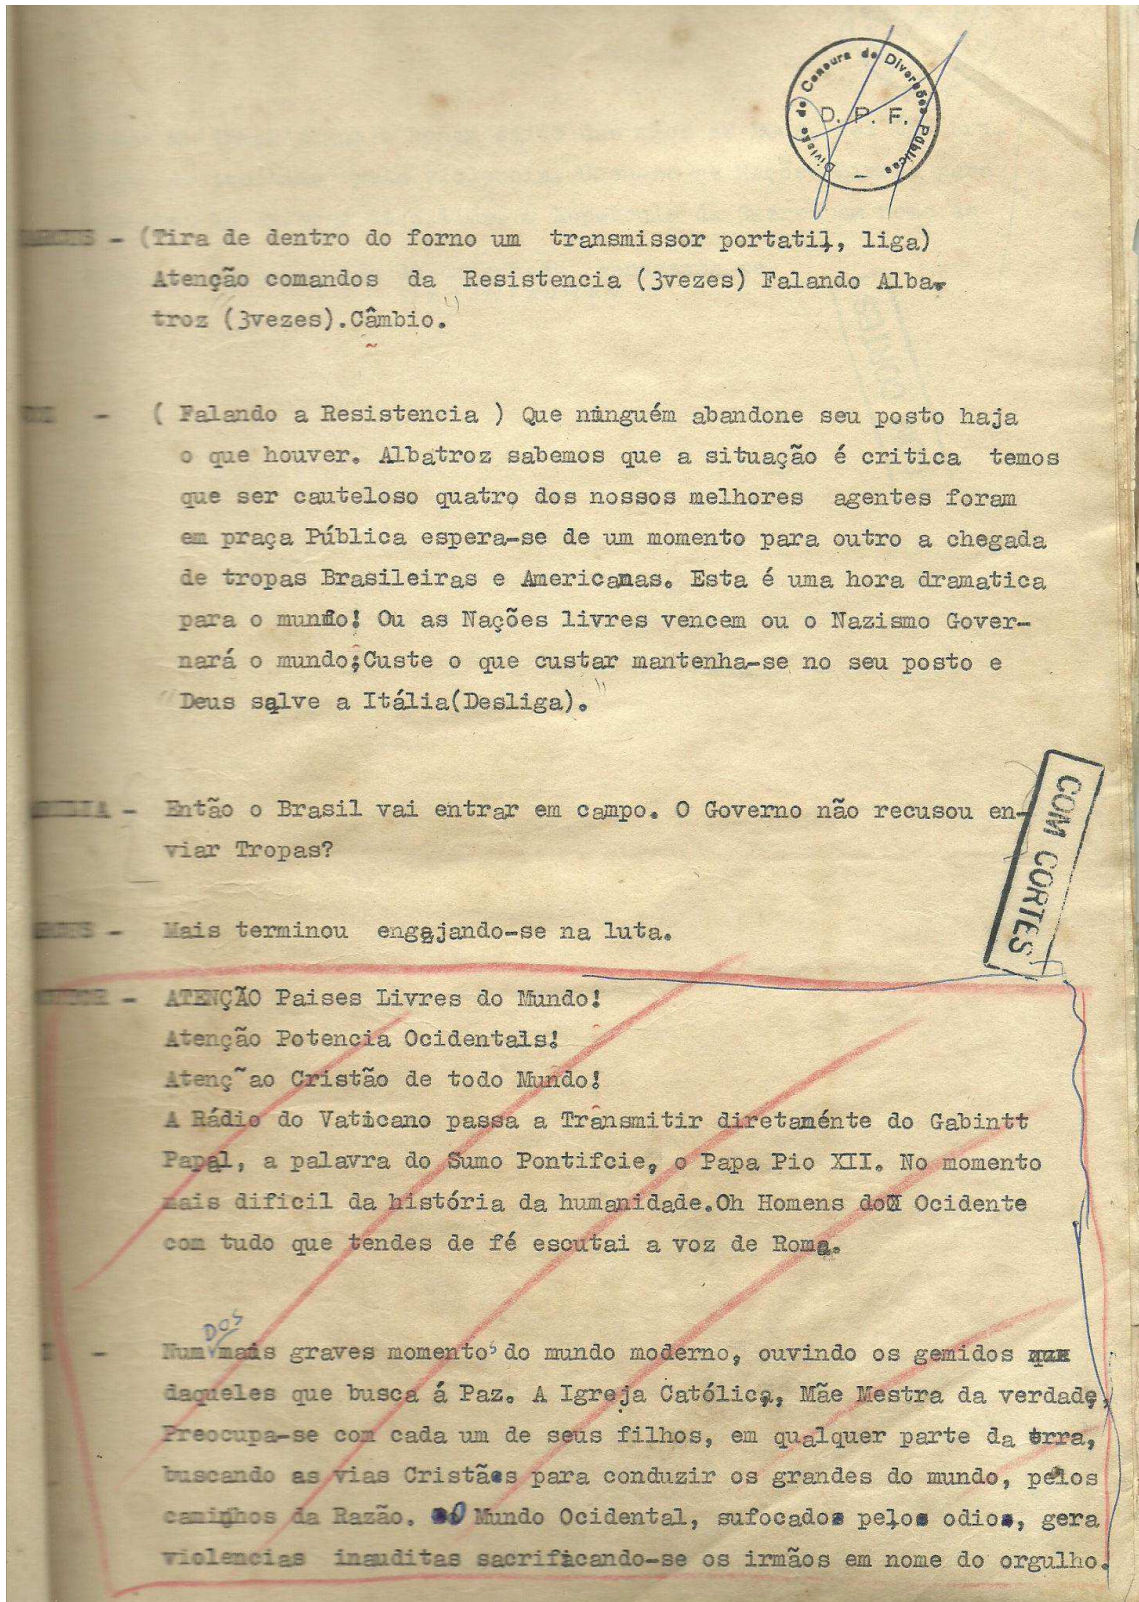 Divisão de Censura de Diversões Públicas
D. P. F.
- (Tira de dentro do forno um transmissor portatil, liga)
Atenção comandos da Resistencia (3vezes) Falando Alba-
troz (3vezes).Câmbio."
- ( Falando a Resistencia ) Que ninguém abandone seu posto haja
o que houver. Albatroz sabemos que a situação é critica temos
que ser cauteloso quatro dos nossos melhores agentes foram
em praça Pública espera-se de um momento para outro a chegada
de tropas Brasileiras e Americanas. Esta é uma hora dramatica
para o mundo! Ou as Nações livres vencem ou o Nazismo Gover-
nará o mundo;Custe o que custar mantenha-se no seu posto e
"Deus salve a Itália(Desliga)."
COM CORTES
- Então o Brasil vai entrar em campo. O Governo não recusou en-
viar Tropas?
- Mais terminou engajando-se na luta.
- ATENÇÃO Paises Livres do Mundo!
Atenção Potencia Ocidentals!
Atenç~ao Cristão de todo Mundo!
A Rádio do Vaticano passa a Transmitir diretaménte do Gabintt
Papal, a palavra do Sumo Pontifcie, o Papa Pio XII. No momento
mais dificil da história da humanidade.Oh Homens do Ocidente
com tudo que tendes de fé escutai a voz de Roma.
- Num DOS mais graves momentos do mundo moderno, ouvindo os gemidos
daqueles que busca á Paz. A Igreja Católica, Mãe Mestra da verdade,
Preocupa-se com cada um de seus filhos, em qualquer parte da trra,
buscando as vias Cristães para conduzir os grandes do mundo, pelos
caminhos da Razão. O Mundo Ocidental, sufocado pelo odio, gera
violencias inauditas sacrificando-se os irmãos em nome do orgulho.